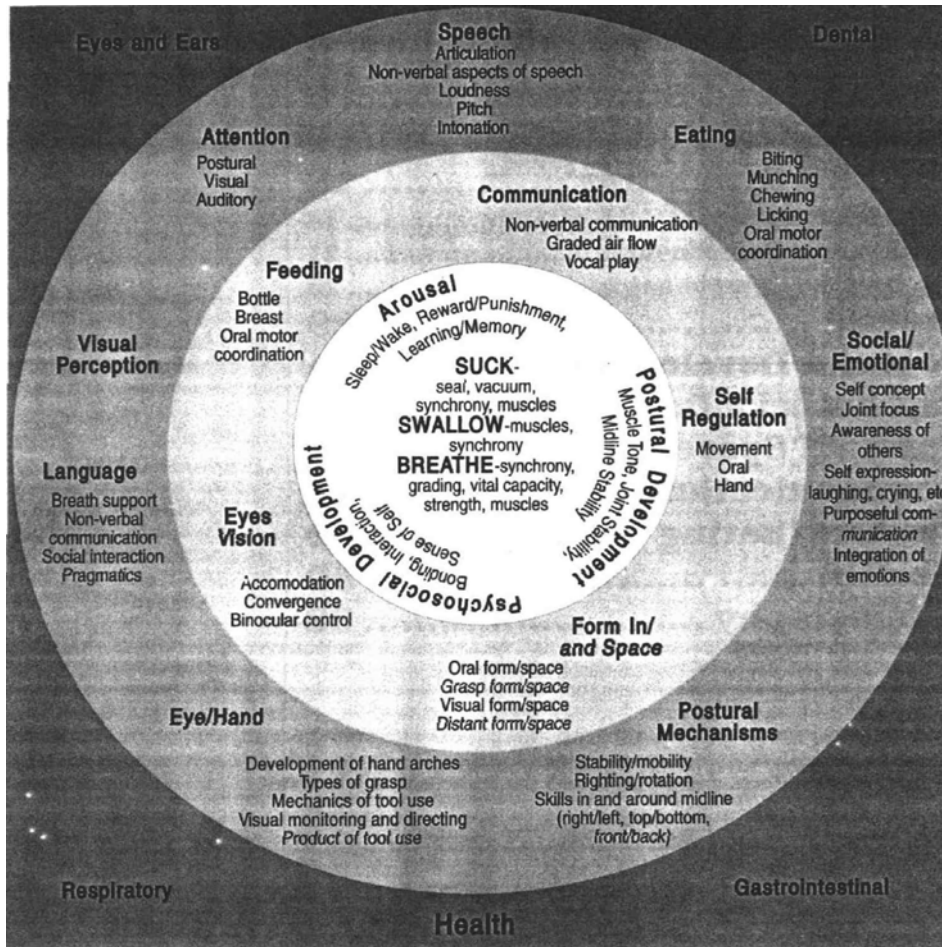 Eyes and Ears
Dental
Speech
Articulation
Non-verbal aspects of speech
Loudness
Pitch
Intonation
Attention
Postural
Visual
Auditory
Eating
Biting
Munching
Chewing
Licking
Oral motor
coordination
Communication
Non-verbal communication
Graded air flow
Vocal play
Feeding
Bottle
Breast
Oral motor
coordination
Arousal
Sleep/Wake, Reward/Punishment,
Learning/Memory
Visual
Perception
Social/
Emotional
Self concept
Joint focus
Awareness of
others
Self expression-
laughing, crying, etc
Purposeful com-
munication
Integration of
emotions
SUCK-
seal, vacuum,
synchrony, muscles
SWALLOW-muscles,
synchrony
BREATHE-synchrony,
grading, vital capacity,
strength, muscles
Postural Development
Muscle Tone, Joint Stability,
Midline Stability
Self
Regulation
Movement
Oral
Hand
Language
Breath support
Non-verbal
communication
Social interaction
Pragmatics
Eyes
Vision
Accomodation
Convergence
Binocular control
Psychosocial Development
Bonding, Interaction,
Sense of Self
Form In/
and Space
Oral form/space
Grasp form/space
Visual form/space
Distant form/space
Eye/Hand
Development of hand arches
Types of grasp
Mechanics of tool use
Visual monitoring and directing
Product of tool use
Postural
Mechanisms
Stability/mobility
Righting/rotation
Skills in and around midline
(right/left, top/bottom,
front/back)
Respiratory
Gastrointestinal
Health